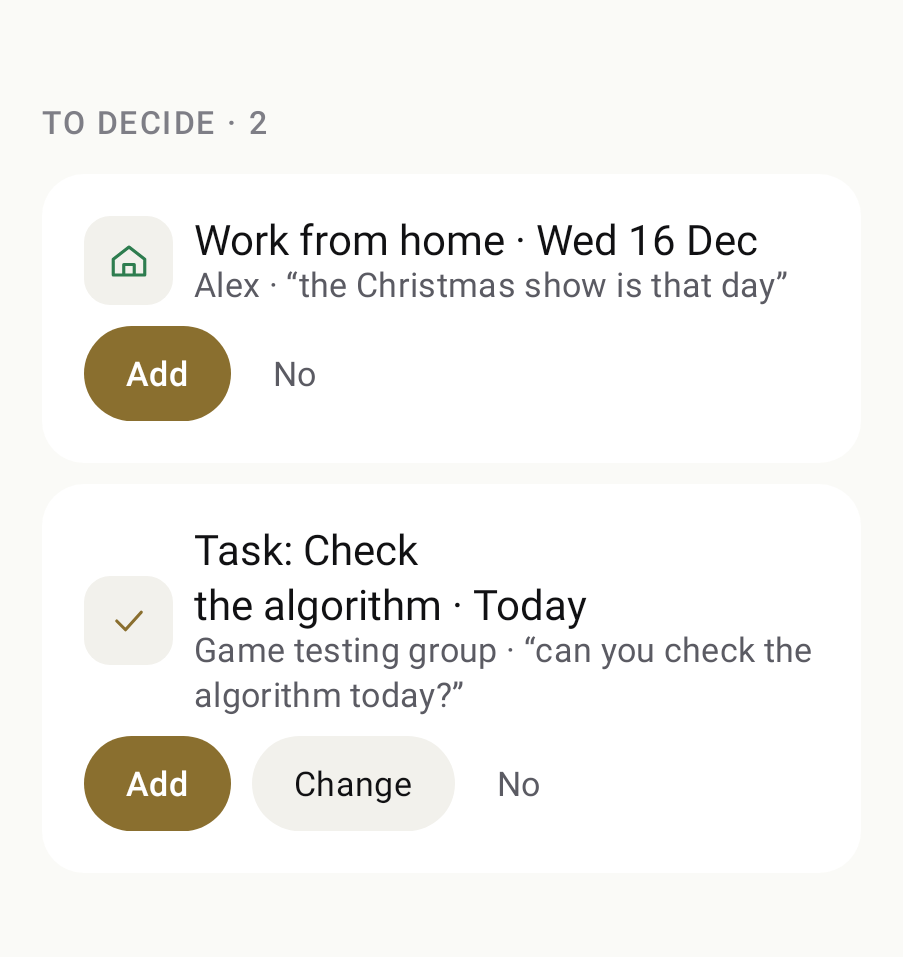 TO DECIDE · 2
Work from home · Wed 16 Dec
Alex · “the Christmas show is that day”
Add
No
Task: Check
the algorithm · Today
Game testing group · “can you check the
algorithm today?”
Add
Change
No